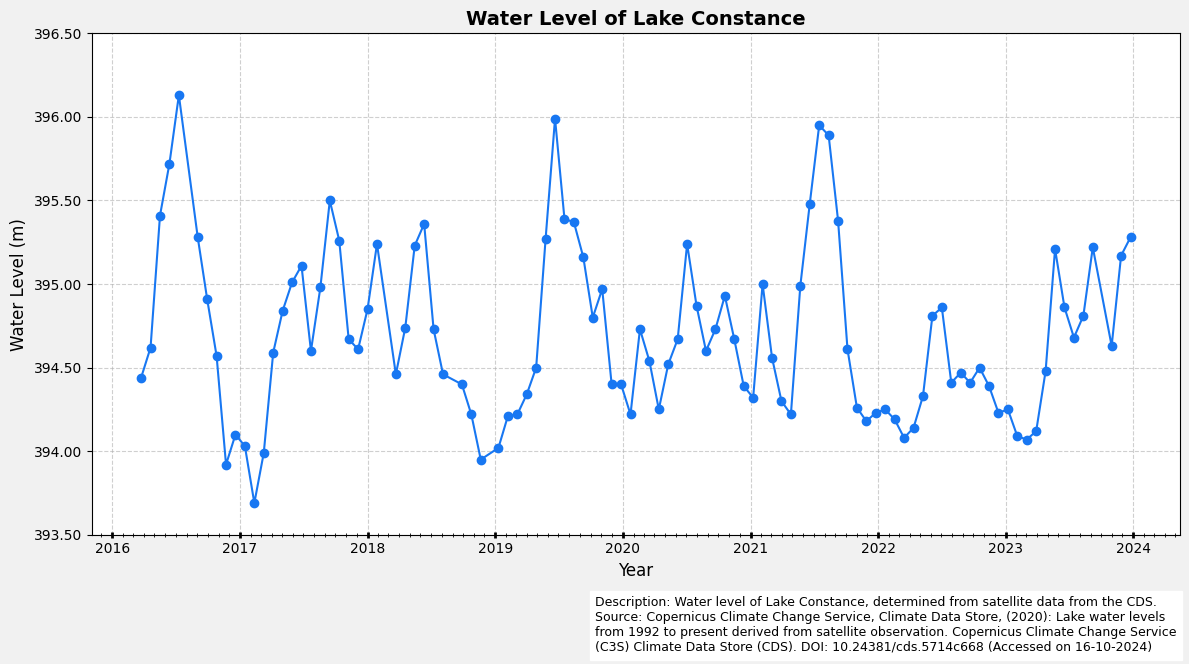 Water Level of Lake Constance
396.50
396.00
395.50
395.00
394.50
394.00
393.50
Water Level (m)
2016 2017 2018 2019 2020 2021 2022 2023 2024
Year
Description: Water level of Lake Constance, determined from satellite data from the CDS.
Source: Copernicus Climate Change Service, Climate Data Store, (2020): Lake water levels
from 1992 to present derived from satellite observation. Copernicus Climate Change Service
(C3S) Climate Data Store (CDS). DOI: 10.24381/cds.5714c668 (Accessed on 16-10-2024)